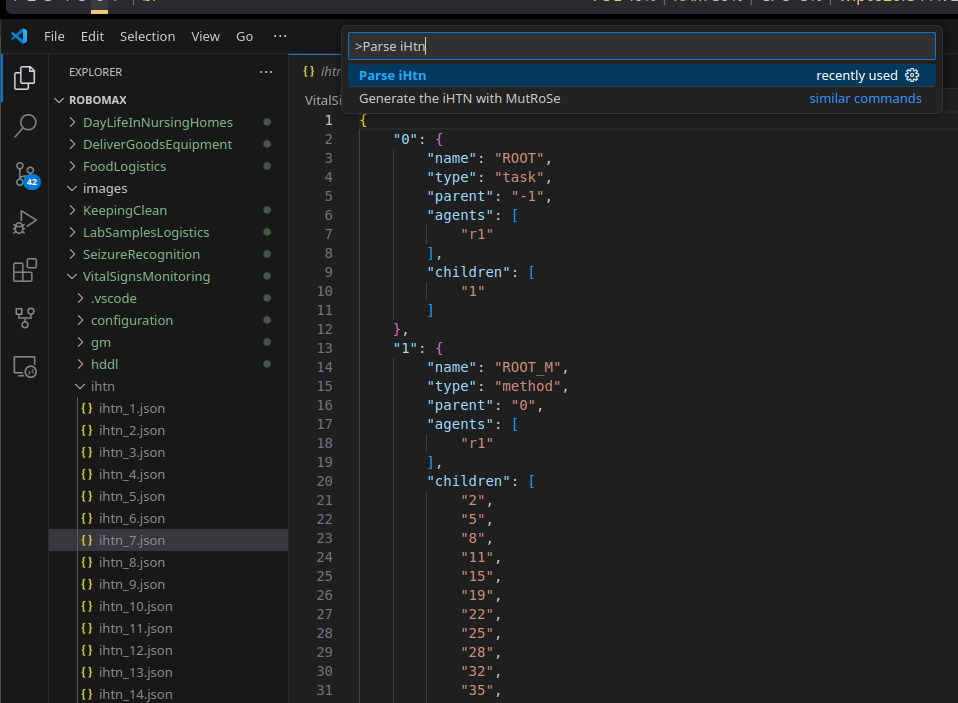 File Edit Selection View Go ···
>Parse iHtn
Parse iHtn recently used
Generate the iHTN with MutRoSe similar commands
EXPLORER ···
ROBOMAX
DayLifeInNursingHomes
DeliverGoodsEquipment
FoodLogistics
images
42
KeepingClean
LabSamplesLogistics
SeizureRecognition
VitalSignsMonitoring
.vscode
configuration
gm
hddl
ihtn
{} ihtn_1.json
{} ihtn_2.json
{} ihtn_3.json
{} ihtn_4.json
{} ihtn_5.json
{} ihtn_6.json
{} ihtn_7.json
{} ihtn_8.json
{} ihtn_9.json
{} ihtn_10.json
{} ihtn_11.json
{} ihtn_12.json
{} ihtn_13.json
{} ihtn_14.json
{} ihtn
VitalSi
1 {
2 "0": {
3 "name": "ROOT",
4 "type": "task",
5 "parent": "-1",
6 "agents": [
7 "r1"
8 ],
9 "children": [
10 "1"
11 ]
12 },
13 "1": {
14 "name": "ROOT_M",
15 "type": "method",
16 "parent": "0",
17 "agents": [
18 "r1"
19 ],
20 "children": [
21 "2",
22 "5",
23 "8",
24 "11",
25 "15",
26 "19",
27 "22",
28 "25",
29 "28",
30 "32",
31 "35",